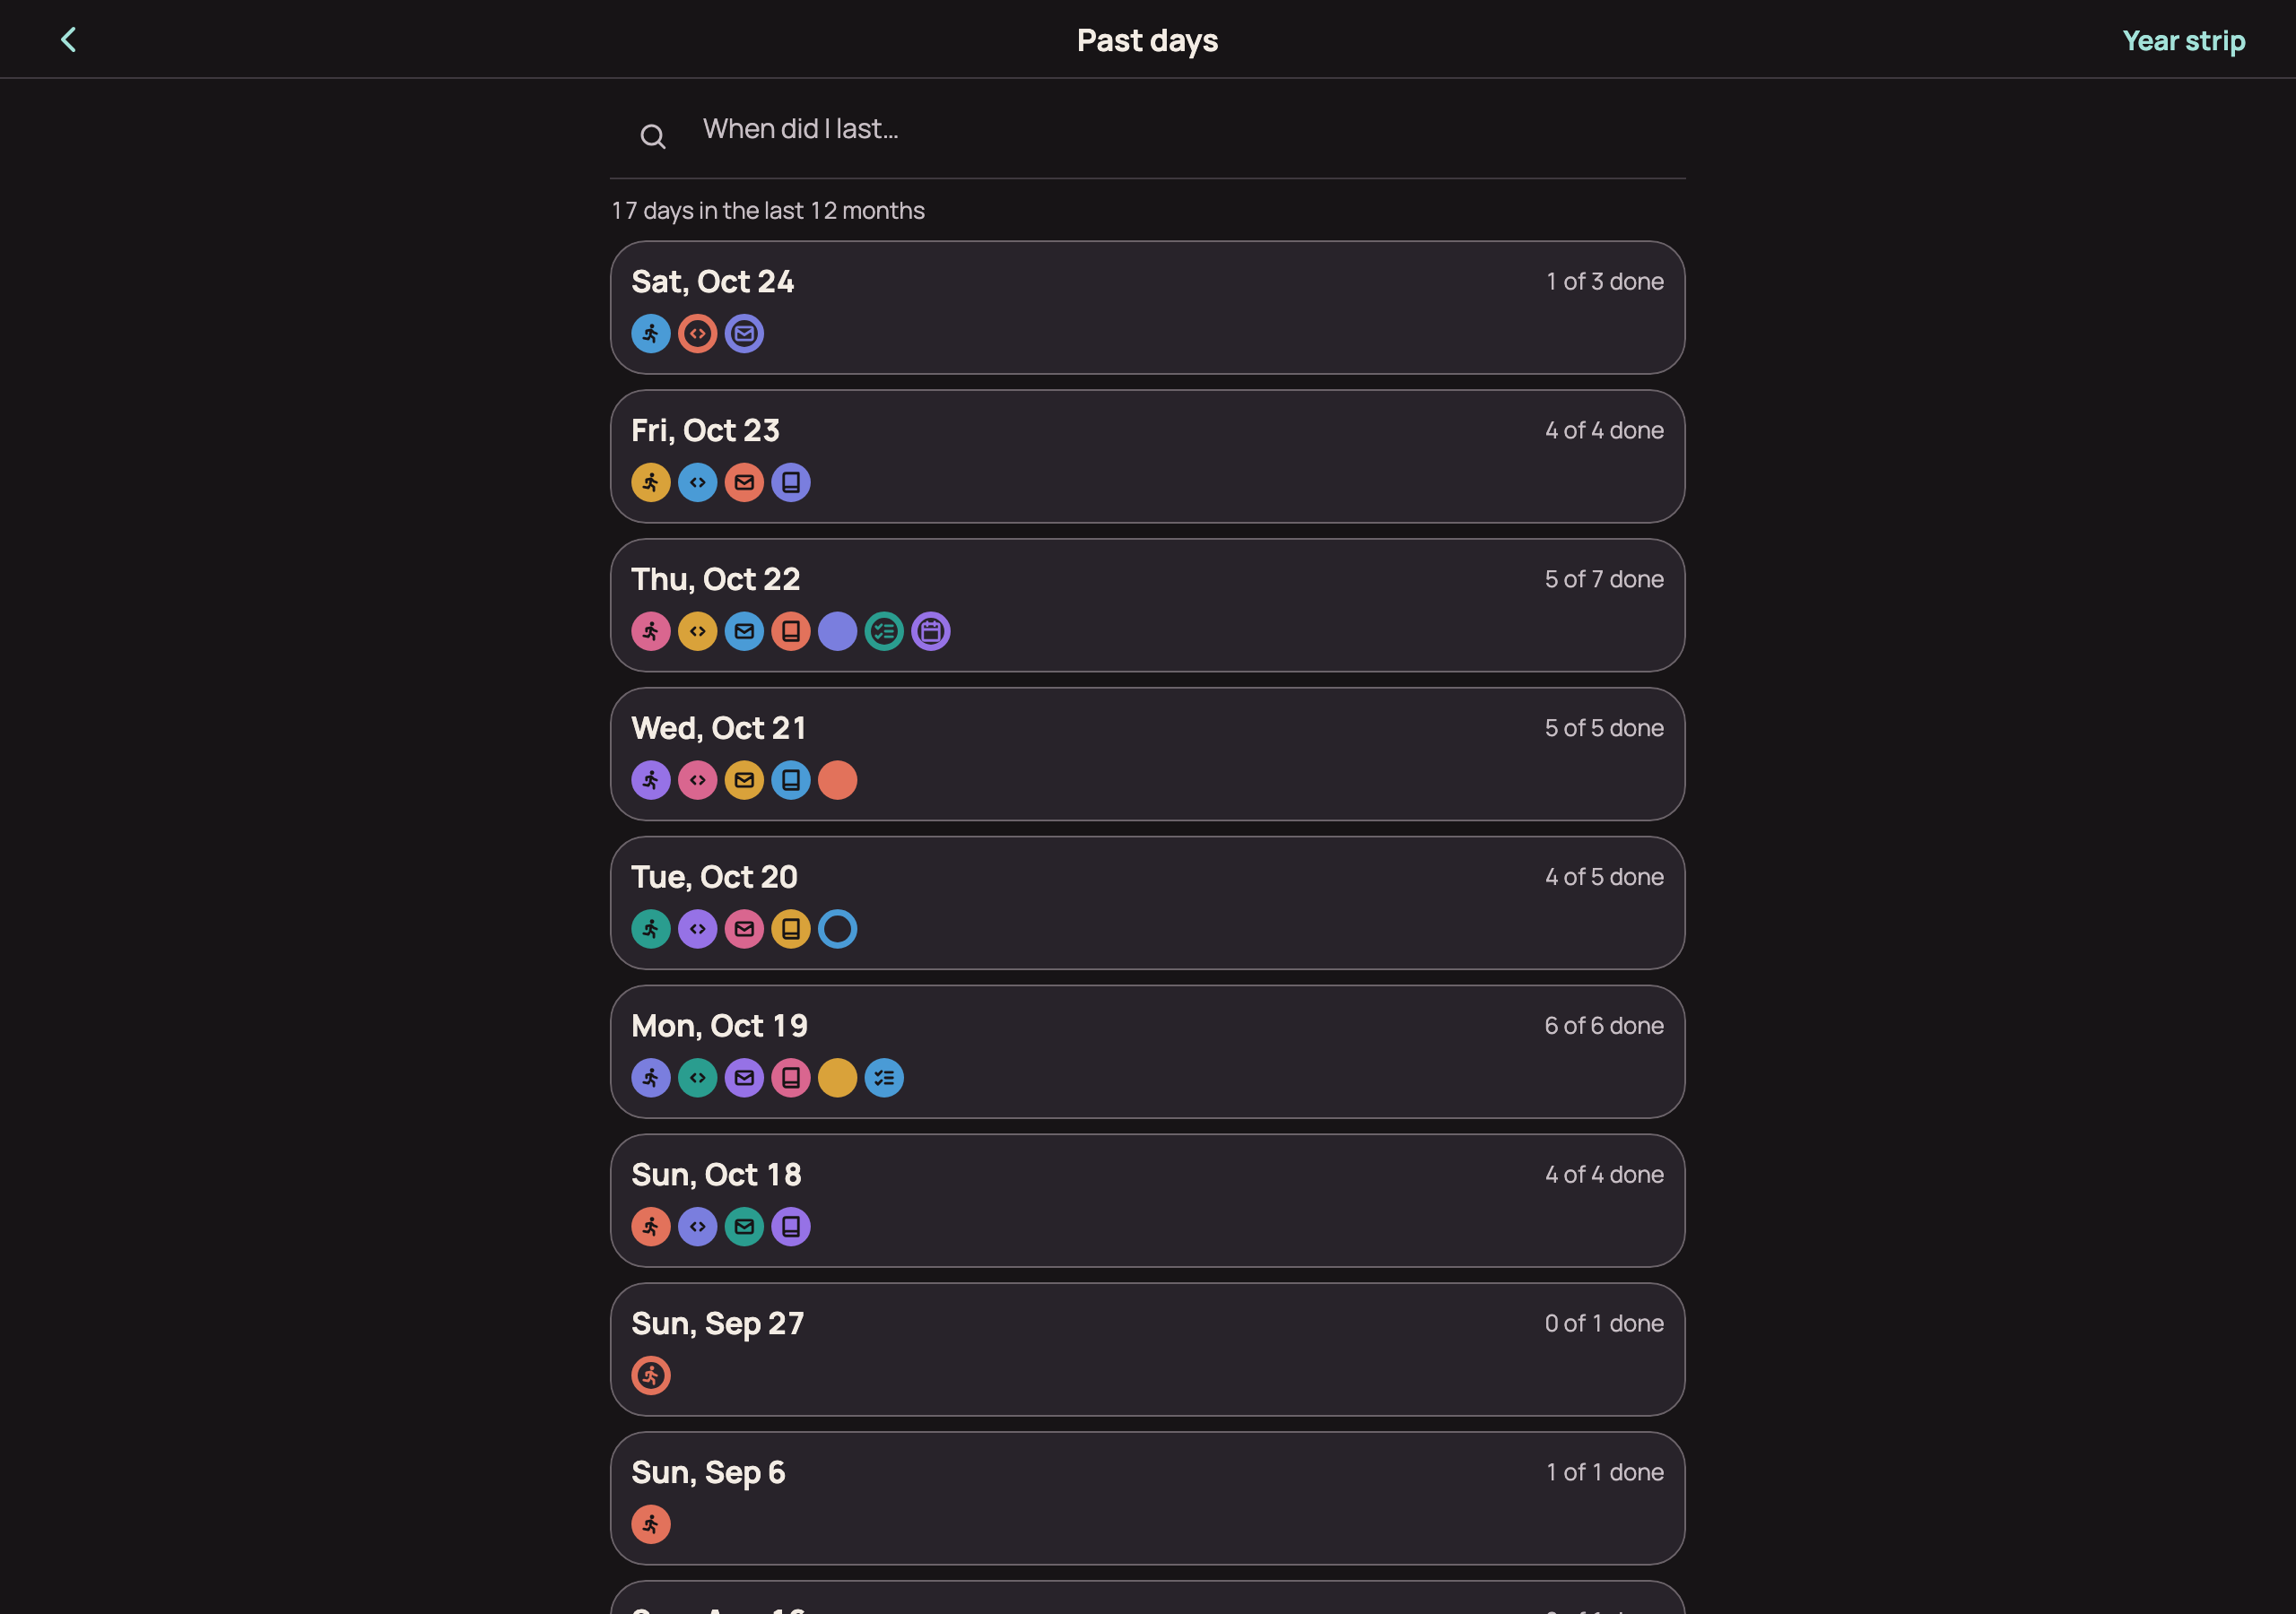 Past days
Year strip
When did I last...
17 days in the last 12 months
Sat, Oct 24
1 of 3 done
Fri, Oct 23
4 of 4 done
Thu, Oct 22
5 of 7 done
Wed, Oct 21
5 of 5 done
Tue, Oct 20
4 of 5 done
Mon, Oct 19
6 of 6 done
Sun, Oct 18
4 of 4 done
Sun, Sep 27
0 of 1 done
Sun, Sep 6
1 of 1 done